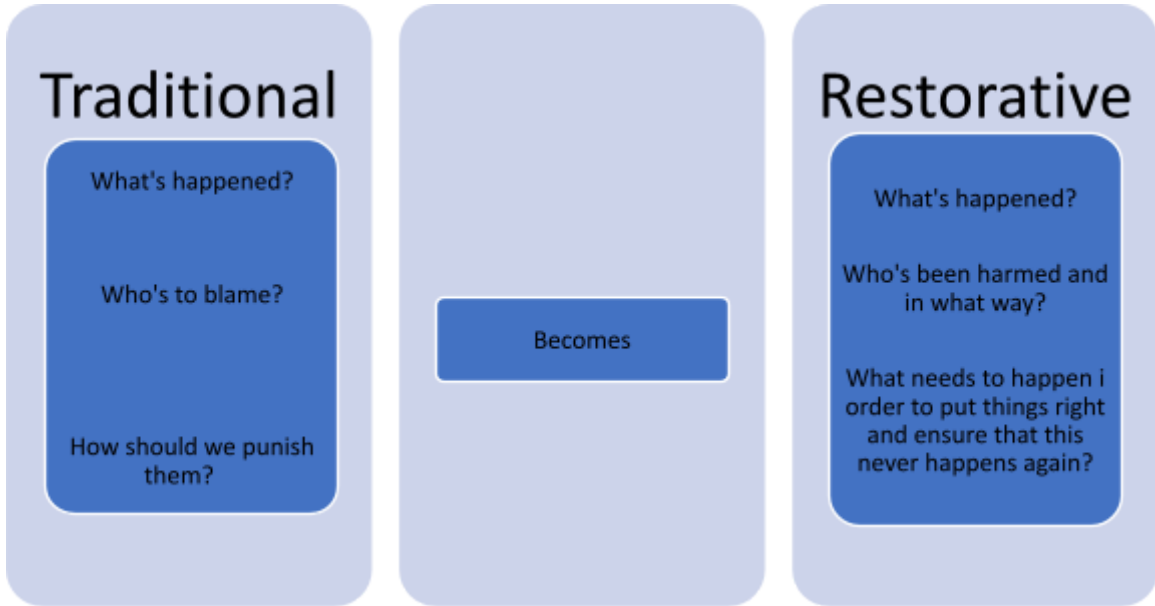 Traditional
What's happened?
Who's to blame?
How should we punish
them?
Becomes
Restorative
What's happened?
Who's been harmed and
in what way?
What needs to happen i
order to put things right
and ensure that this
never happens again?